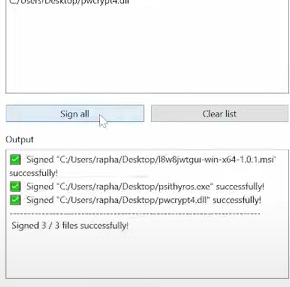 C:/Users/Desktop/pwcrypt4.dll
Sign all
Clear list
Output
Signed "C:/Users/rapha/Desktop/l8w8jwtgui-win-x64-1.0.1.msi"
successfully!
Signed "C:/Users/rapha/Desktop/psithyros.exe" successfully!
Signed "C:/Users/rapha/Desktop/pwcrypt4.dll" successfully!
--------------------------------------------------------------------------------
Signed 3 / 3 files successfully!